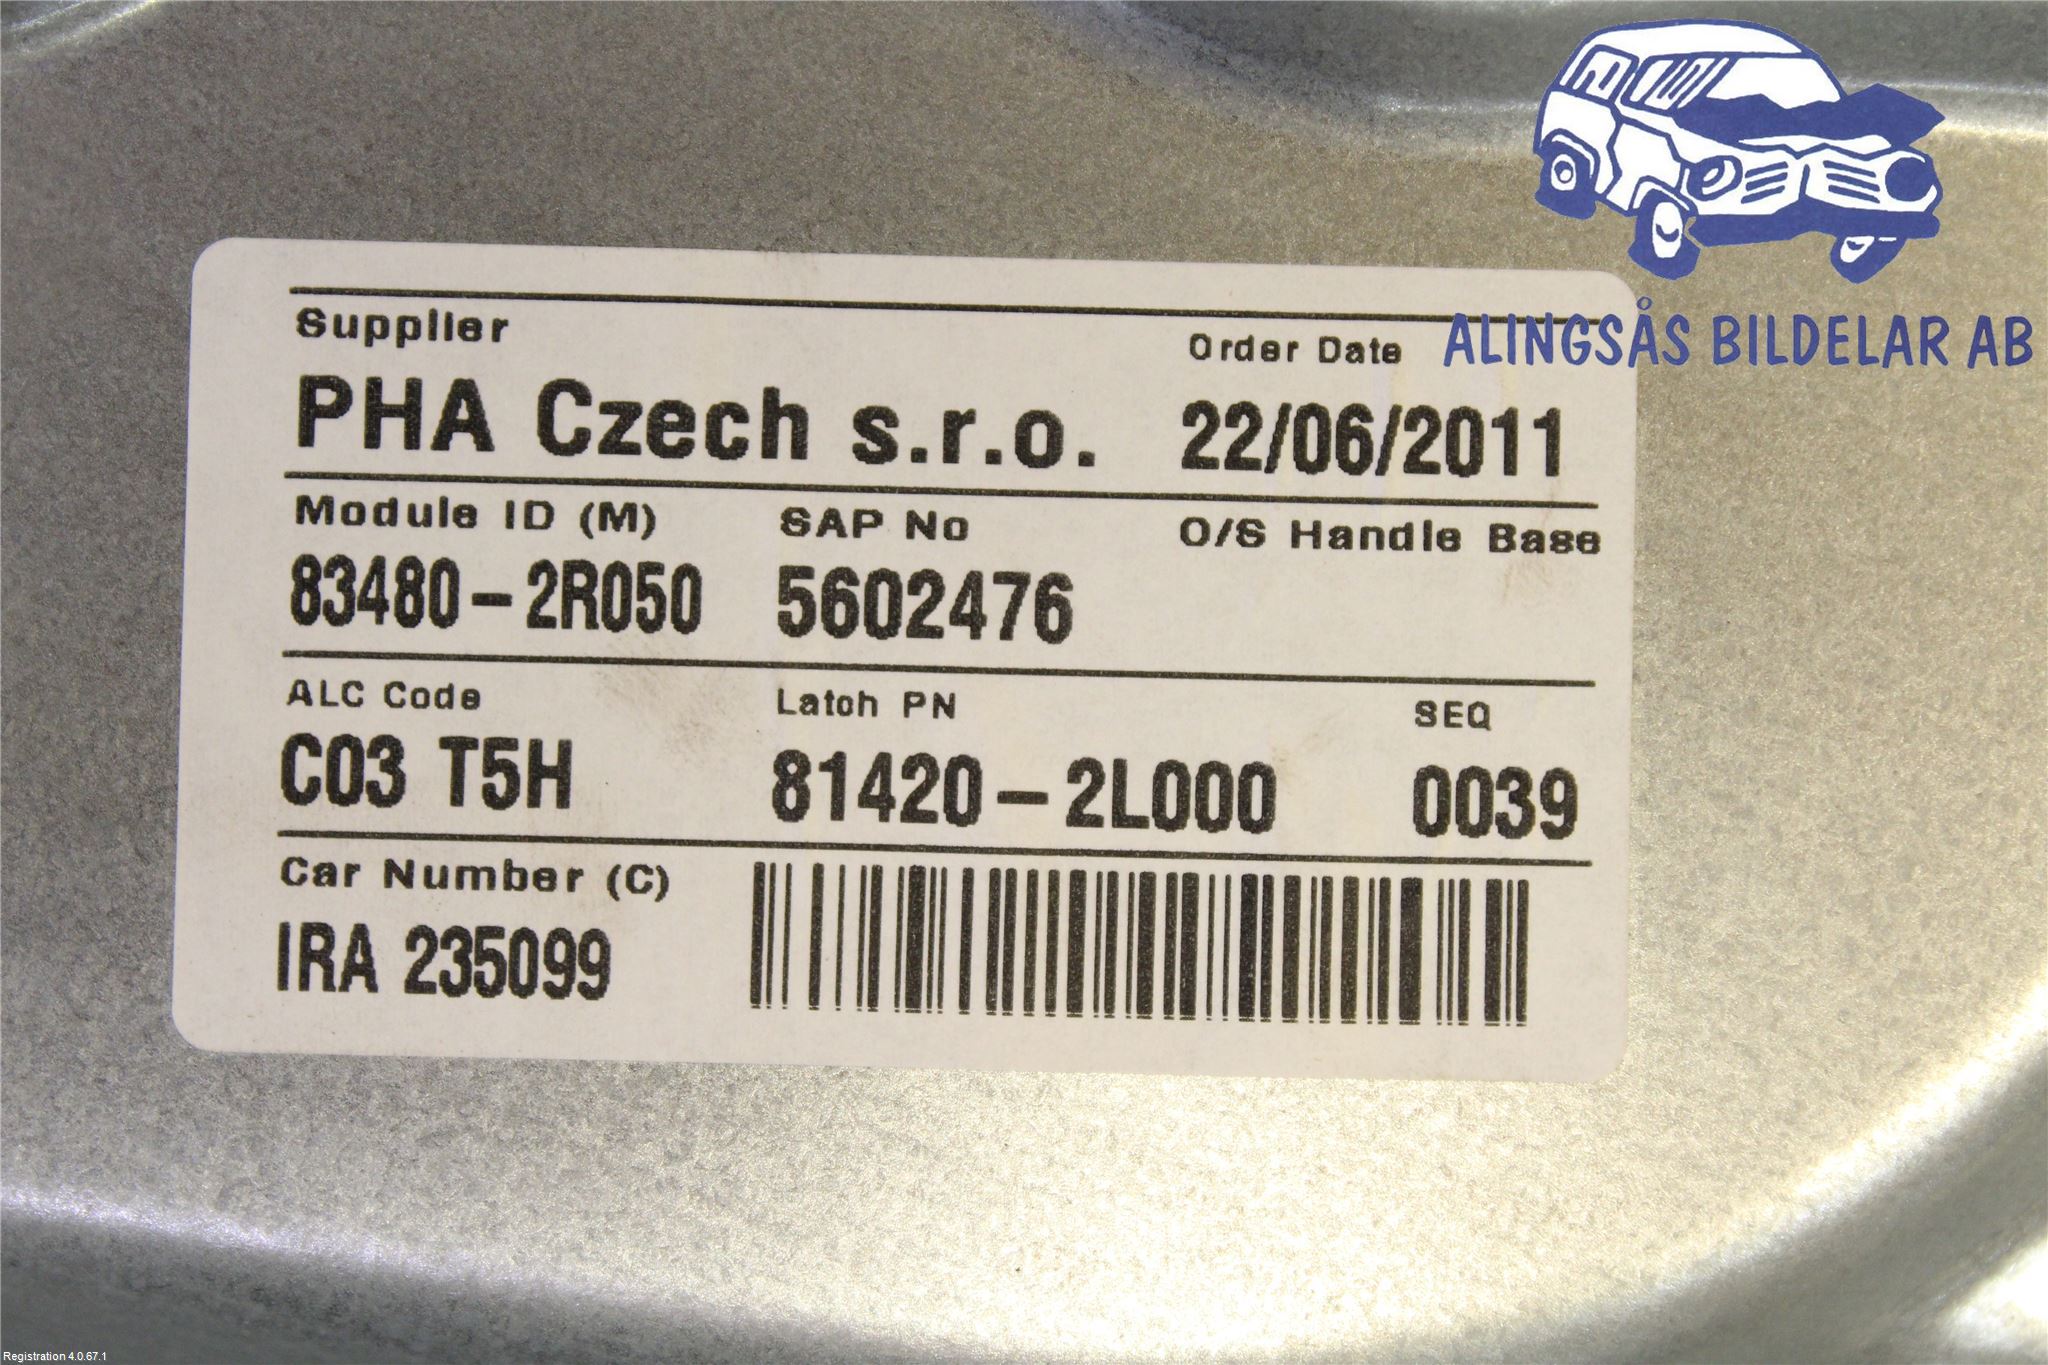 ALINGSÅS BILDELAR AB
Supplier
Order Date
PHA Czech s.r.o.
22/06/2011
Module ID (M)
SAP No
O/S Handle Base
83480-2R050
5602476
ALC Code
Latch PN
SEQ
C03 T5H
81420-2L000
0039
Car Number (C)
IRA 235099
Registration 4.0.67.1